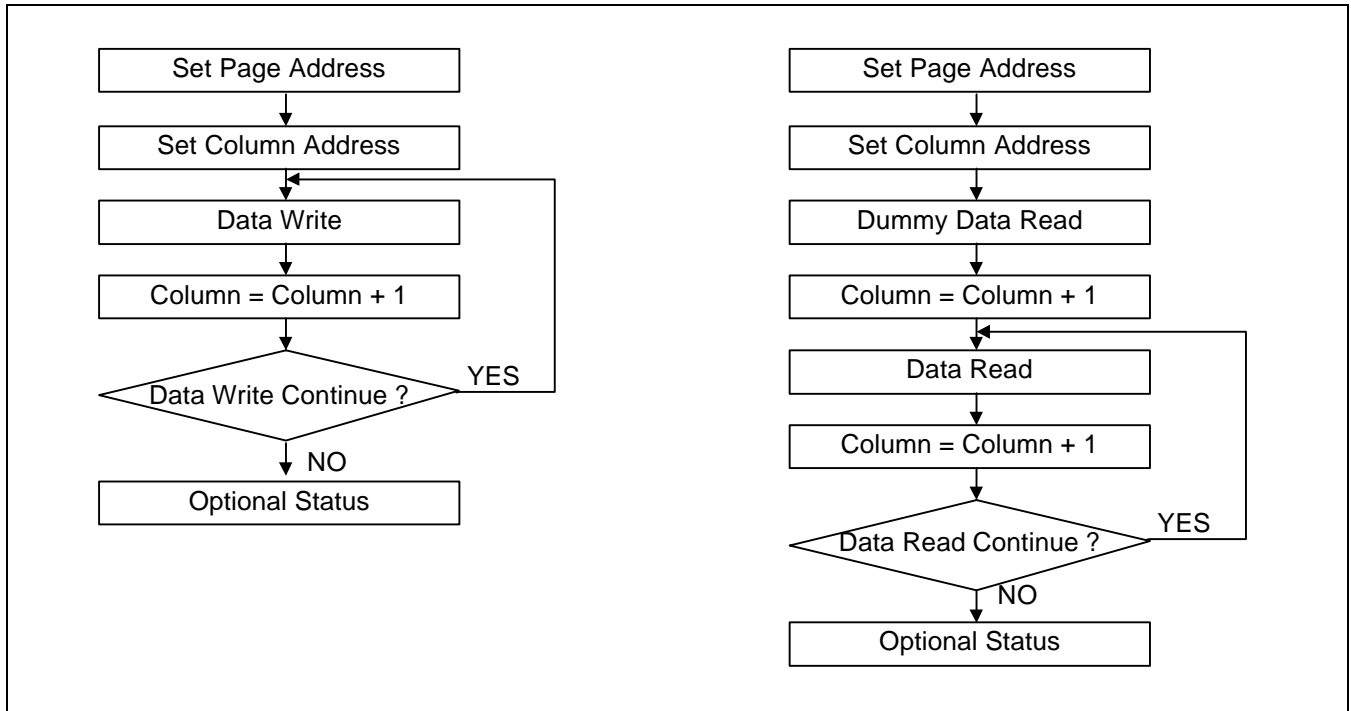 Set Page Address
Set Column Address
Data Write
Column = Column + 1
Data Write Continue ?
YES
NO
Optional Status
Set Page Address
Set Column Address
Dummy Data Read
Column = Column + 1
Data Read
Column = Column + 1
Data Read Continue ?
YES
NO
Optional Status